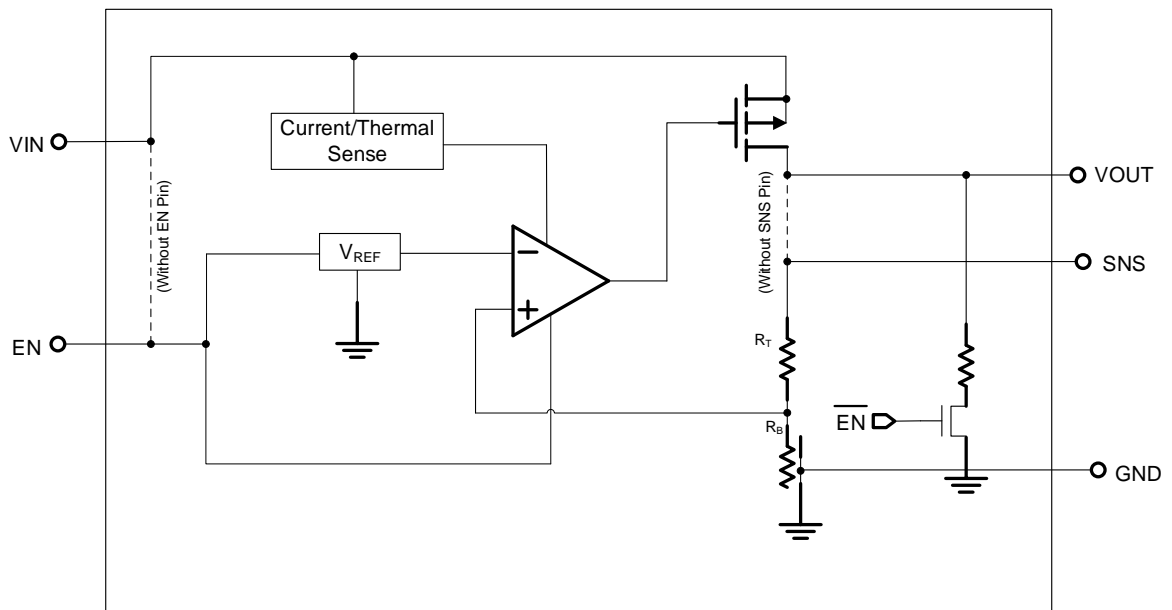 Current/Thermal
Sense
VIN
(Without EN Pin)
(Without SNS Pin)
VOUT
VREF
−
SNS
+
EN
RT
RB
EN
GND